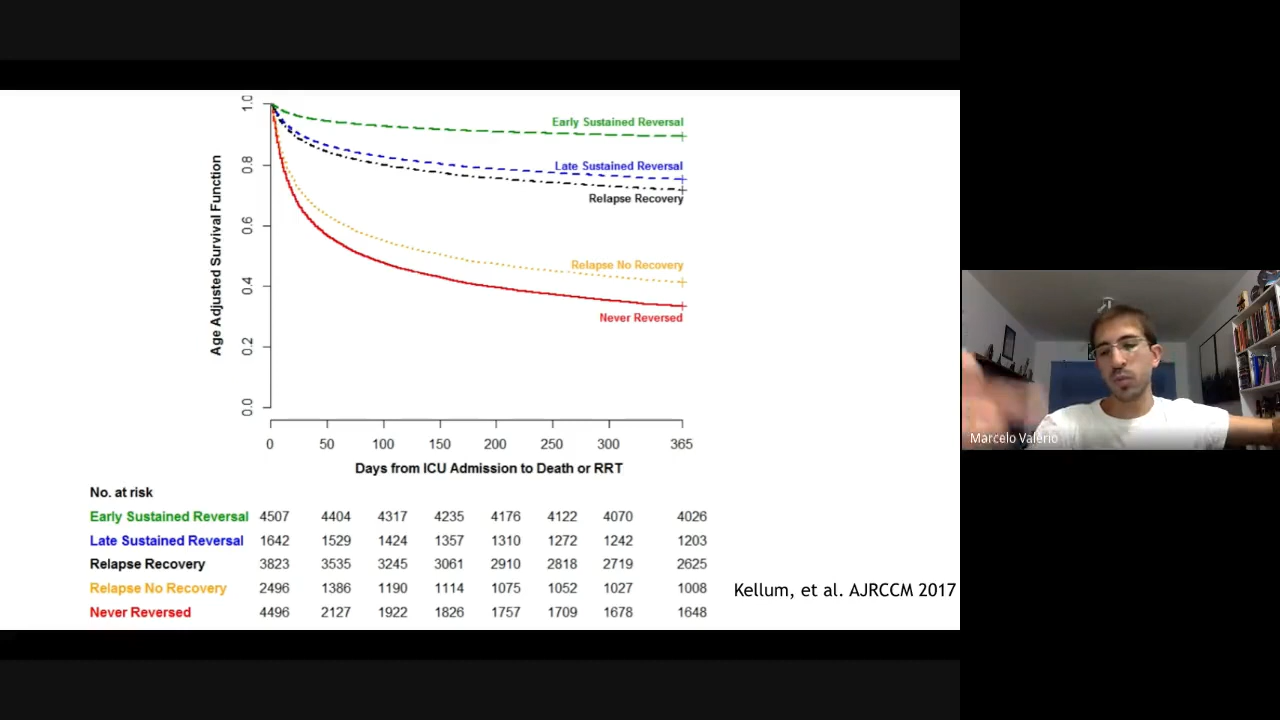 1.0
0.8
0.6
0.4
0.2
0.0
Age Adjusted Survival Function
Early Sustained Reversal
Late Sustained Reversal
Relapse Recovery
Relapse No Recovery
Never Reversed
0 50 100 150 200 250 300 365
Days from ICU Admission to Death or RRT
No. at risk
Early Sustained Reversal 4507 4404 4317 4235 4176 4122 4070 4026
Late Sustained Reversal 1642 1529 1424 1357 1310 1272 1242 1203
Relapse Recovery 3823 3535 3245 3061 2910 2818 2719 2625
Relapse No Recovery 2496 1386 1190 1114 1075 1052 1027 1008
Never Reversed 4496 2127 1922 1826 1757 1709 1678 1648
Kellum, et al. AJRCCM 2017
Marcelo Valério